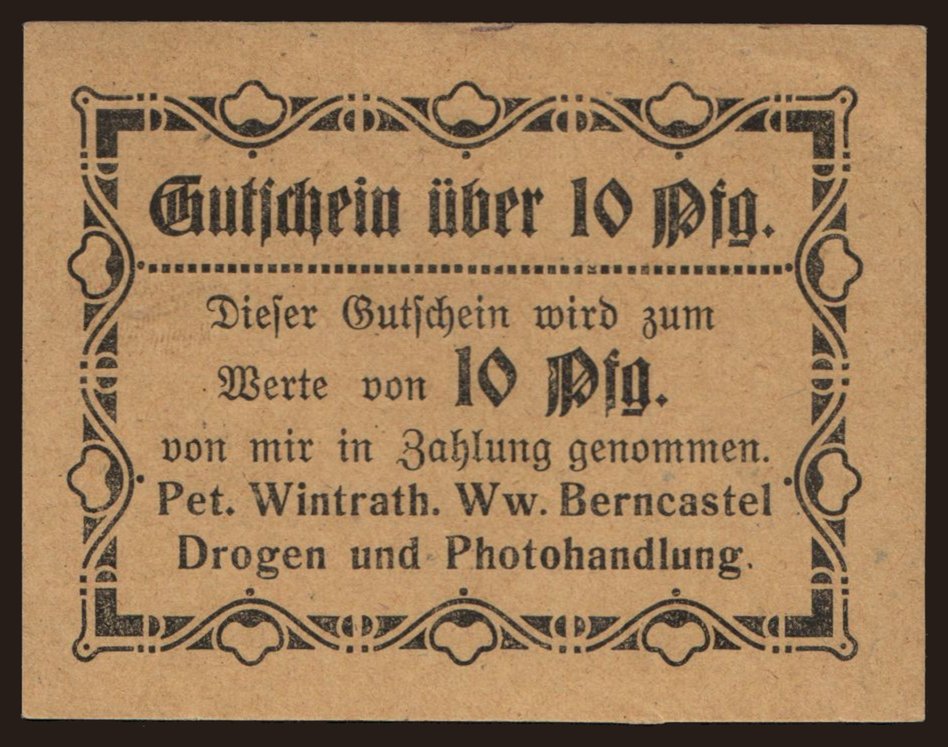 Gutschein über 10 Pfg.
Dieser Gutschein wird zum
Werte von 10 Pfg.
von mir in Zahlung genommen.
Pet. Wintrath. Ww. Berncastel
Drogen und Photohandlung.